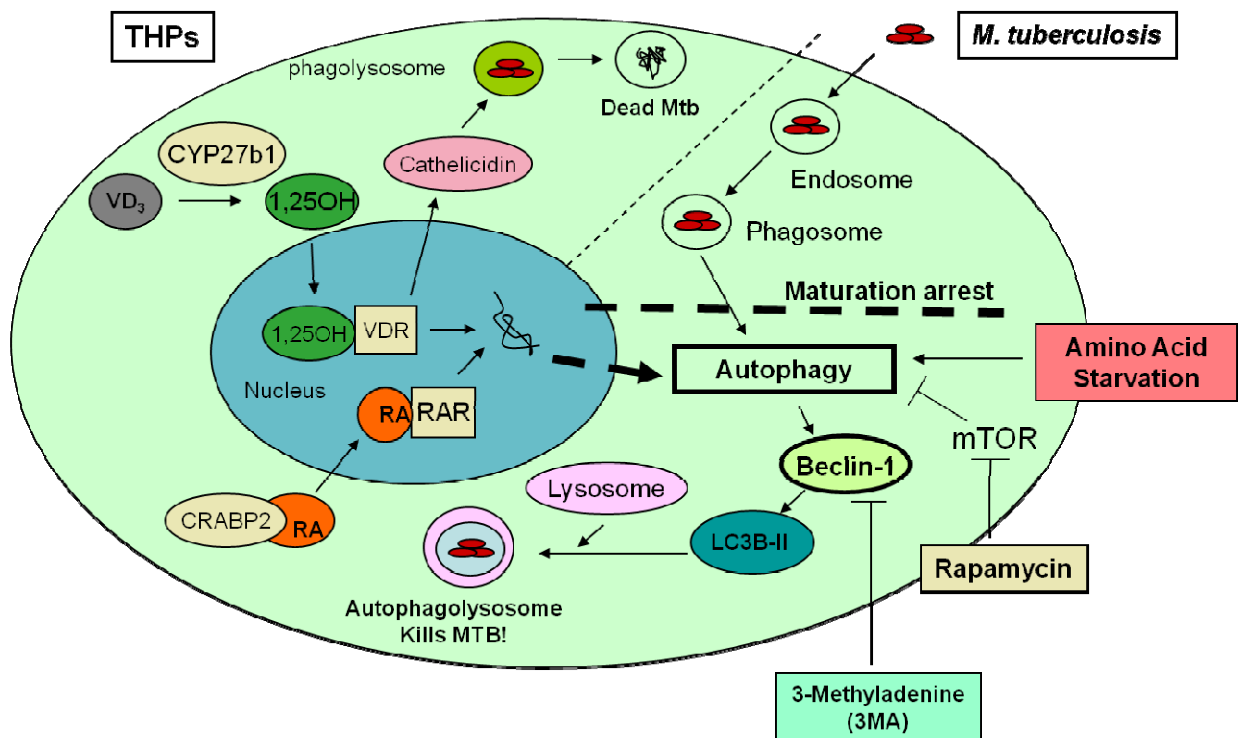 THPs
M. tuberculosis
phagolysosome
Dead Mtb
CYP27b1
Cathelicidin
Endosome
VD₃
1,25OH
Phagosome
Maturation arrest
1,25OH
VDR
Amino Acid
Starvation
Autophagy
Nucleus
RA
RAR
mTOR
Beclin-1
Lysosome
CRABP2
RA
LC3B-II
Rapamycin
Autophagolysosome
Kills MTB!
3-Methyladenine
(3MA)